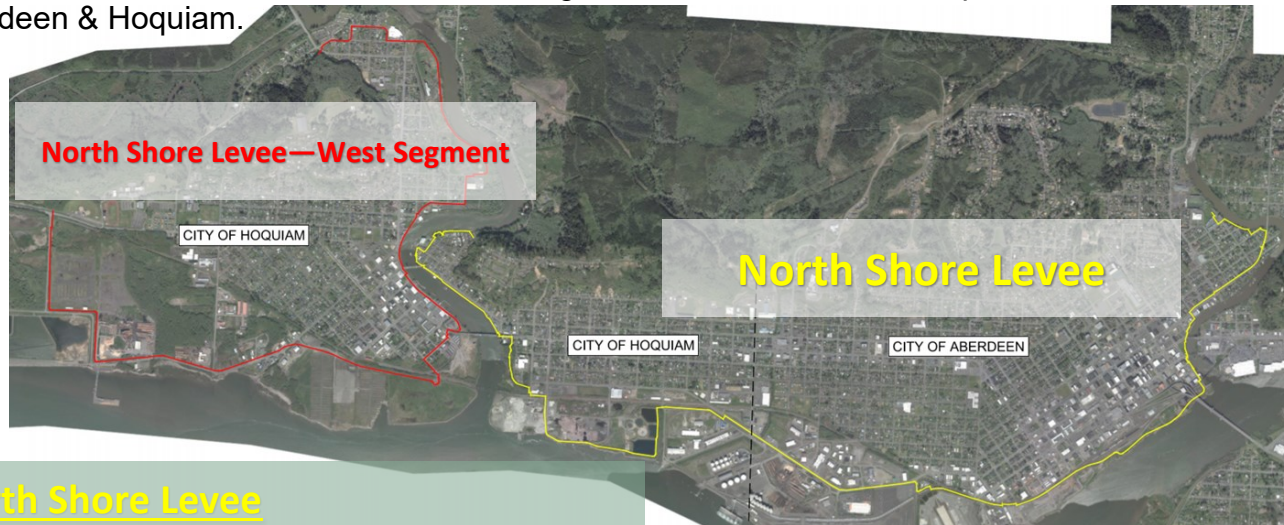 deen & Hoquiam.
North Shore Levee—West Segment
CITY OF HOQUIAM
North Shore Levee
CITY OF HOQUIAM
CITY OF ABERDEEN
th Shore Levee